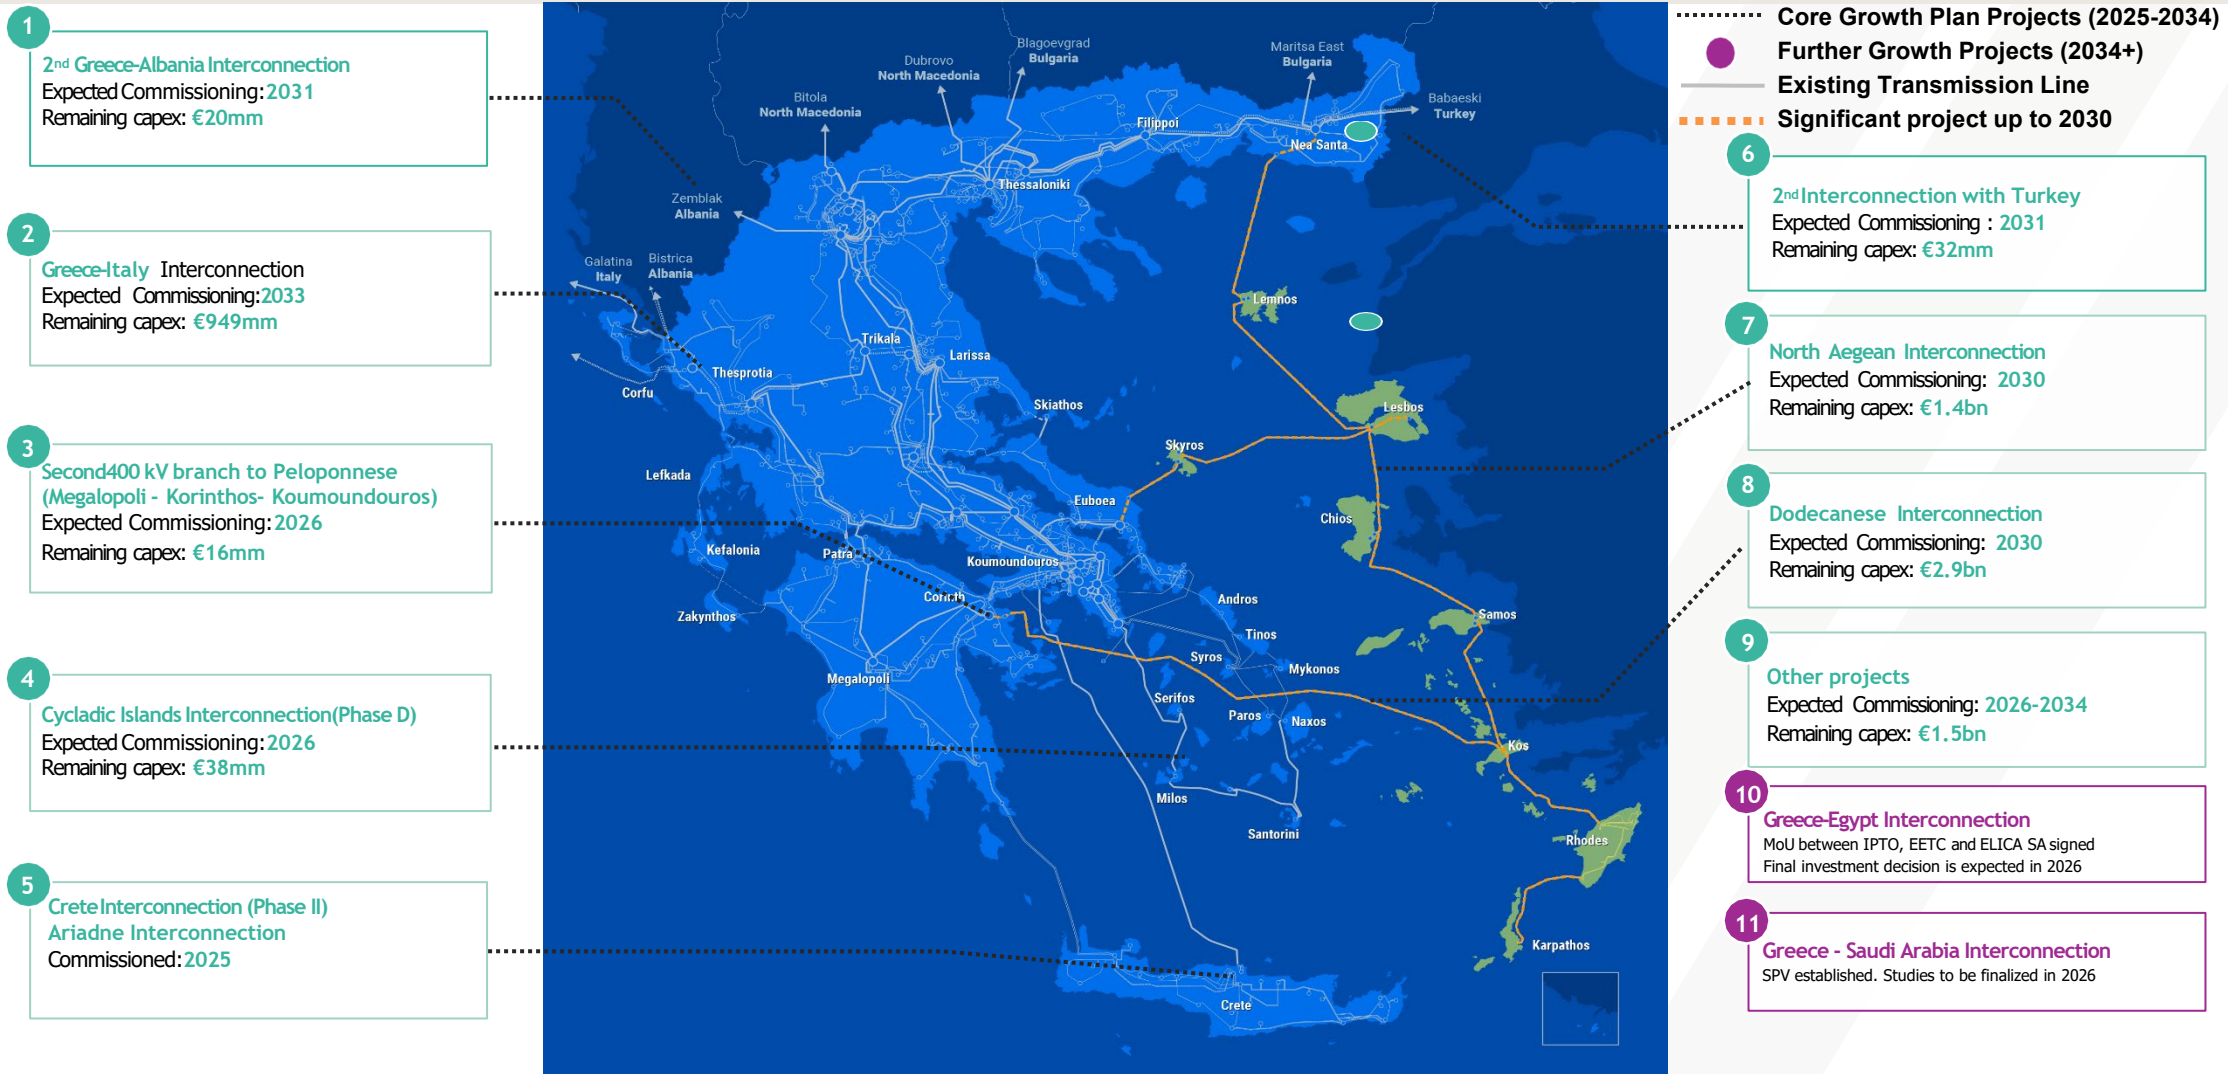 1
2nd Greece-Albania Interconnection
Expected Commissioning: 2031
Remaining capex: €20mm
2
Greece-Italy Interconnection
Expected Commissioning: 2033
Remaining capex: €949mm
3
Second 400 kV branch to Peloponnese
(Megalopoli - Korinthos- Koumoundouros)
Expected Commissioning: 2026
Remaining capex: €16mm
4
Cycladic Islands Interconnection(Phase D)
Expected Commissioning: 2026
Remaining capex: €38mm
5
Crete Interconnection (Phase II)
Ariadne Interconnection
Commissioned: 2025
Blagoevgrad
Bulgaria
Maritsa East
Bulgaria
Dubrovo
North Macedonia
Bitola
North Macedonia
Babaeski
Turkey
Filippoi
Nea Santa
Thessaloniki
Zemblak
Albania
Galatina
Italy
Bistrica
Albania
Lemnos
Trikala
Larissa
Thesprotia
Corfu
Skiathos
Lesbos
Skyros
Lefkada
Euboea
Chios
Kefalonia
Patra
Koumoundouros
Corinth
Andros
Samos
Zakynthos
Tinos
Syros
Mykonos
Megalopoli
Serifos
Paros
Naxos
Kos
Milos
Santorini
Rhodes
Karpathos
Crete
Core Growth Plan Projects (2025-2034)
Further Growth Projects (2034+)
Existing Transmission Line
Significant project up to 2030
6
2nd Interconnection with Turkey
Expected Commissioning : 2031
Remaining capex: €32mm
7
North Aegean Interconnection
Expected Commissioning: 2030
Remaining capex: €1.4bn
8
Dodecanese Interconnection
Expected Commissioning: 2030
Remaining capex: €2.9bn
9
Other projects
Expected Commissioning: 2026-2034
Remaining capex: €1.5bn
10
Greece-Egypt Interconnection
MoU between IPTO, EETC and ELICA SA signed
Final investment decision is expected in 2026
11
Greece - Saudi Arabia Interconnection
SPV established. Studies to be finalized in 2026